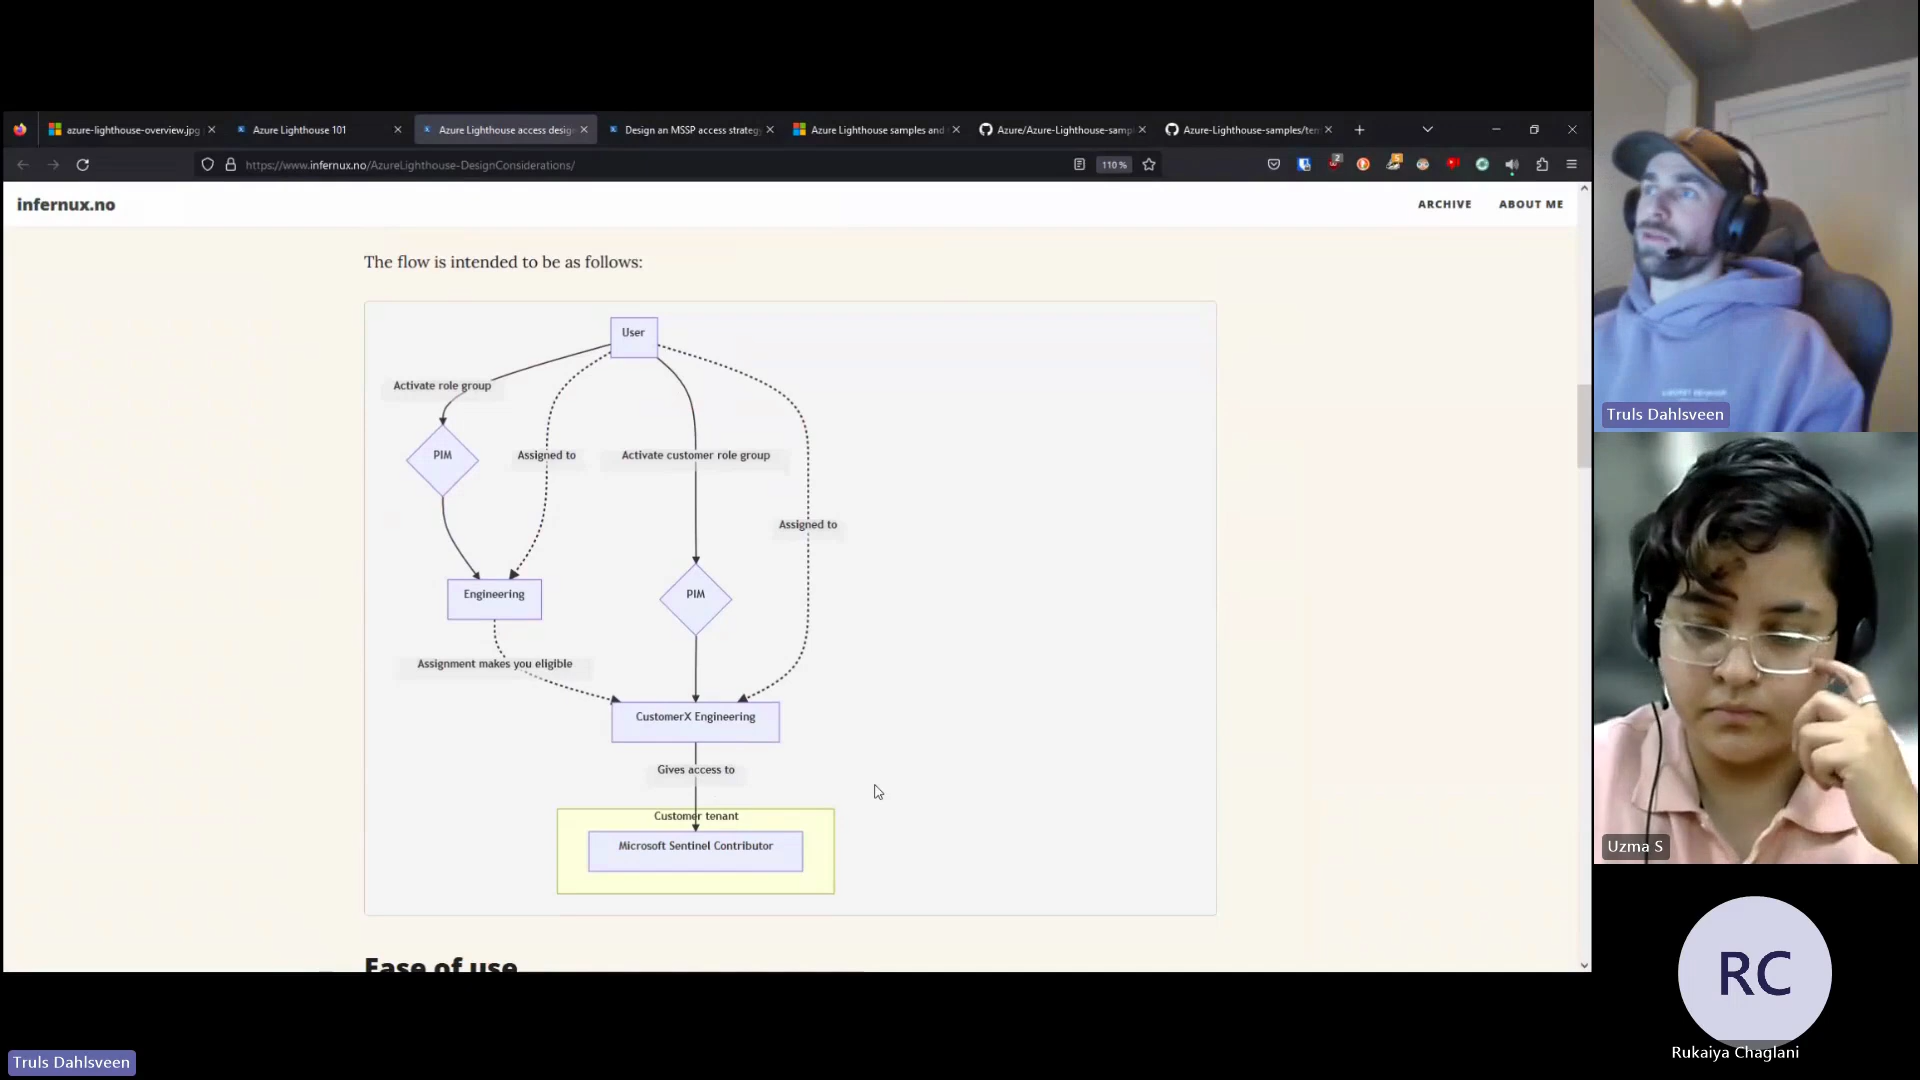 azure-lighthouse-overview.jpg
Azure Lighthouse 101
Azure Lighthouse access desig
Design an MSSP access strategy
Azure Lighthouse samples and
Azure/Azure-Lighthouse-samp
Azure-Lighthouse-samples/tem
https://www.infernux.no/AzureLighthouse-DesignConsiderations/
110%
2
5
infernux.no
ARCHIVE
ABOUT ME
The flow is intended to be as follows:
User
Activate role group
PIM
Assigned to
Activate customer role group
Assigned to
Engineering
PIM
Assignment makes you eligible
CustomerX Engineering
Gives access to
Customer tenant
Microsoft Sentinel Contributor
Ease of use
Truls Dahlsveen
Uzma S
RC
Rukaiya Chaglani
Truls Dahlsveen